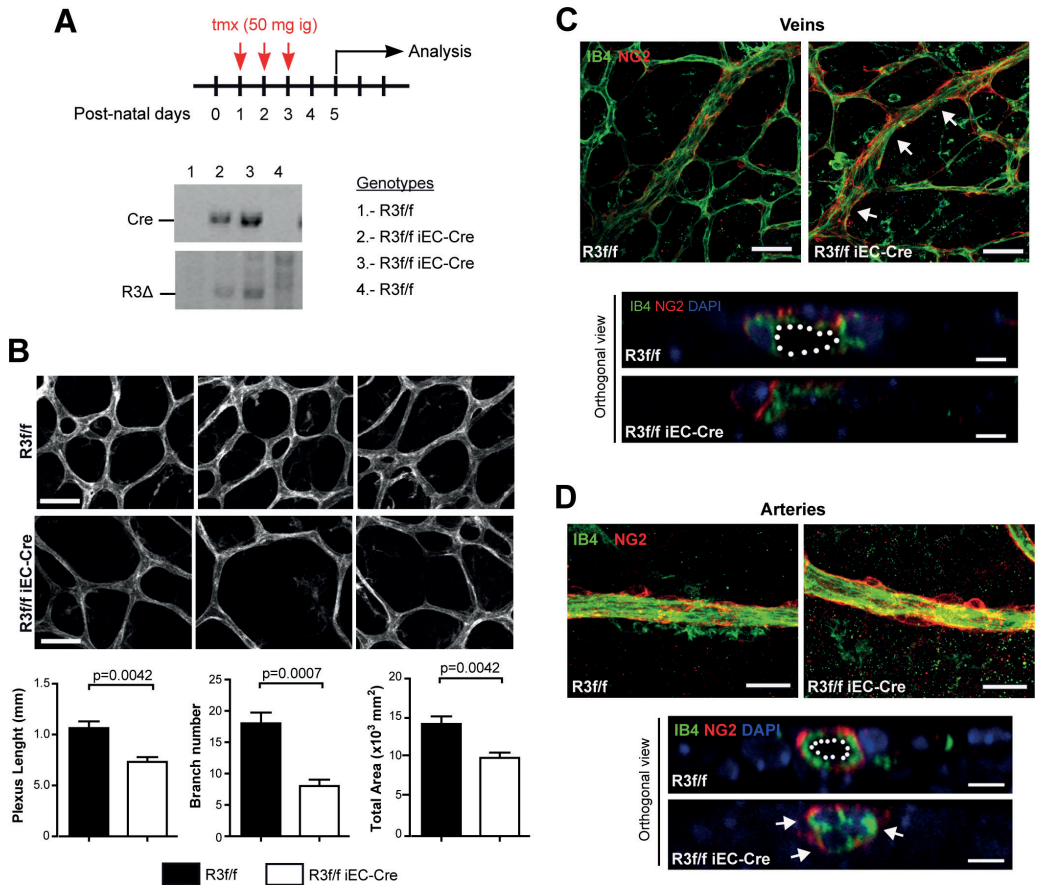 A
tmx (50 mg ig)
Analysis
Post-natal days 0 1 2 3 4 5
1 2 3 4
Cre
R3Δ
Genotypes
1.- R3f/f
2.- R3f/f iEC-Cre
3.- R3f/f iEC-Cre
4.- R3f/f
B
R3f/f
R3f/f iEC-Cre
p=0.0042
Plexus Lenght (mm)
1.5
1.0
5.0
0.0
p=0.0007
Branch number
25
20
15
10
5
0
p=0.0042
Total Area (x10³ mm²)
20
15
10
5
0
R3f/f
R3f/f iEC-Cre
C
Veins
IB4 NG2
R3f/f
R3f/f iEC-Cre
Orthogonal view
IB4 NG2 DAPI
R3f/f
R3f/f iEC-Cre
D
Arteries
IB4 NG2
R3f/f
R3f/f iEC-Cre
Orthogonal view
IB4 NG2 DAPI
R3f/f
R3f/f iEC-Cre